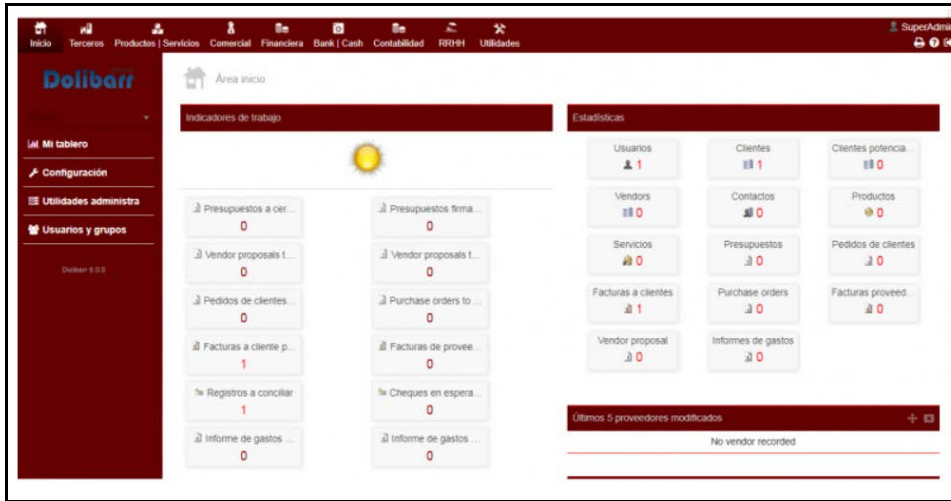 Inicio Terceros Productos | Servicios Comercial Financiera Bank | Cash Contabilidad RRHH Utilidades
SuperAdmi
Dolibarr
Área inicio
Mi tablero
Configuración
Utilidades administra
Usuarios y grupos
Indicadores de trabajo
Presupuestos a cer...
0
Presupuestos firma...
0
Vendor proposals t...
0
Vendor proposals t...
0
Pedidos de clientes...
0
Purchase orders to ...
0
Facturas a cliente p...
1
Facturas de provee...
0
Registros a conciliar
1
Cheques en espera...
0
Informe de gastos ...
0
Informe de gastos ...
0
Estadísticas
Usuarios
1
Clientes
1
Clientes potencia...
0
Vendors
0
Contactos
0
Productos
0
Servicios
0
Presupuestos
0
Pedidos de clientes
0
Facturas a clientes
1
Purchase orders
0
Facturas proveed...
0
Vendor proposal
0
Informes de gastos
0
Últimos 5 proveedores modificados
No vendor recorded